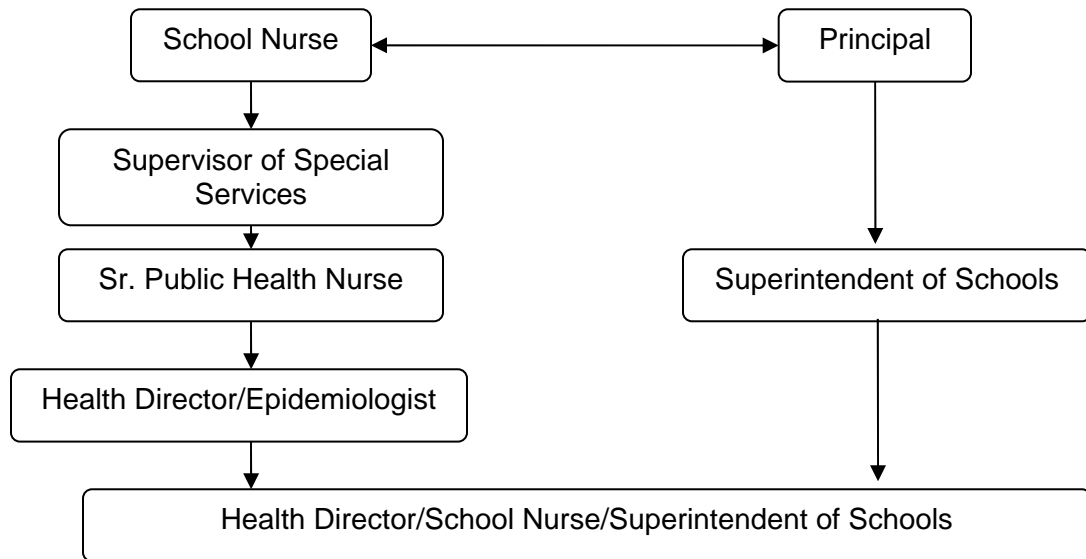 School Nurse
Principal
Supervisor of Special
Services
Sr. Public Health Nurse
Superintendent of Schools
Health Director/Epidemiologist
Health Director/School Nurse/Superintendent of Schools